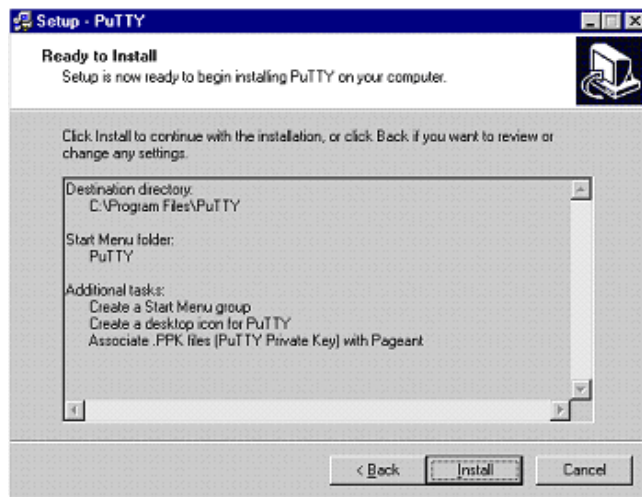 Setup - PuTTY
Ready to Install
Setup is now ready to begin installing PuTTY on your computer.
Click Install to continue with the installation, or click Back if you want to review or
change any settings.
Destination directory:
C:\Program Files\PuTTY
Start Menu folder:
PuTTY
Additional tasks:
Create a Start Menu group
Create a desktop icon for PuTTY
Associate .PPK files (PuTTY Private Key) with Pageant
< Back
Install
Cancel